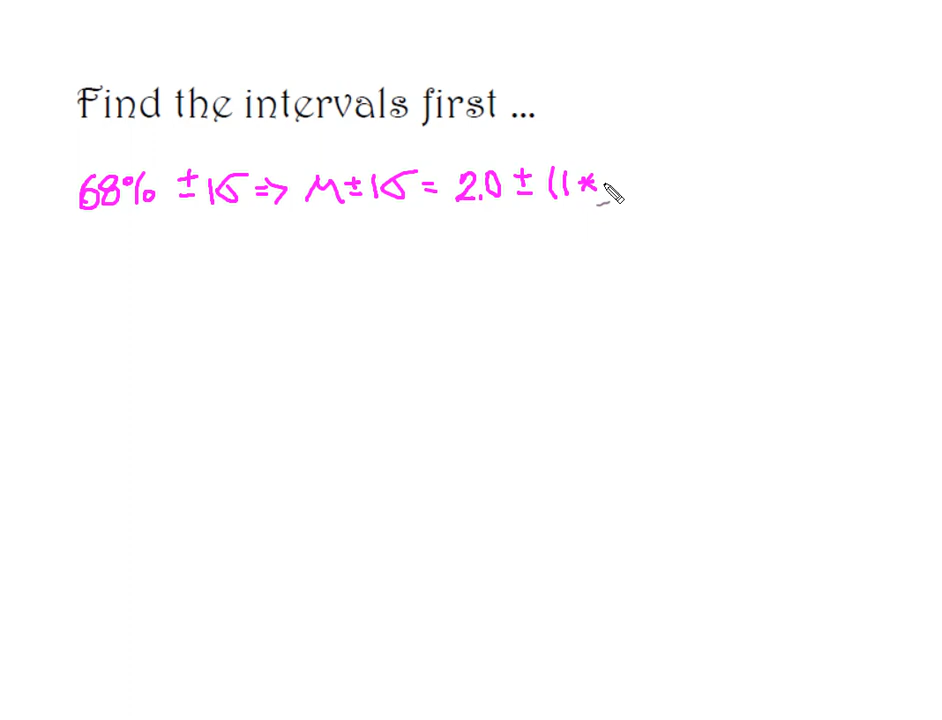 Find the intervals first ...
68% ± 1σ ⇒ μ ± 1σ = 2.0 ± (1 *